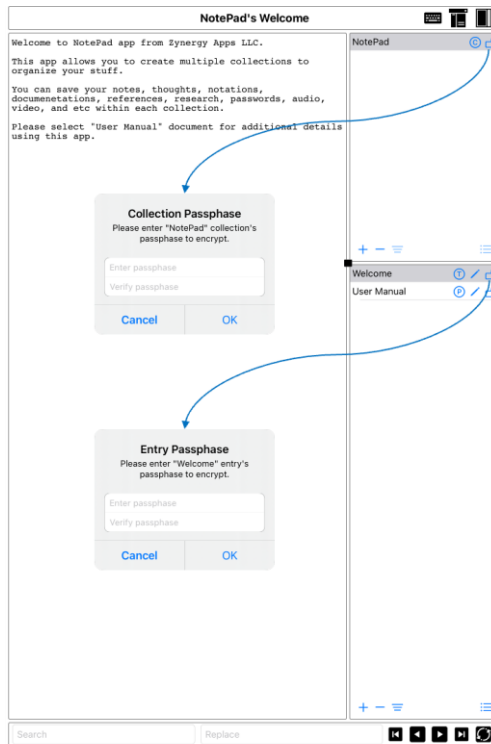 NotePad's Welcome
Welcome to NotePad app from Zynergy Apps LLC.
This app allows you to create multiple collections to
organize your stuff.
You can save your notes, thoughts, notations,
documenetations, references, research, passwords, audio,
video, and etc within each collection.
Please select "User Manual" document for additional details
using this app.
NotePad
C
Collection Passphase
Please enter "NotePad" collection's
passphase to encrypt.
Enter passphase
Verify passphase
Cancel
OK
Welcome
T
User Manual
P
Entry Passphase
Please enter "Welcome" entry's
passphase to encrypt.
Enter passphase
Verify passphase
Cancel
OK
Search
Replace